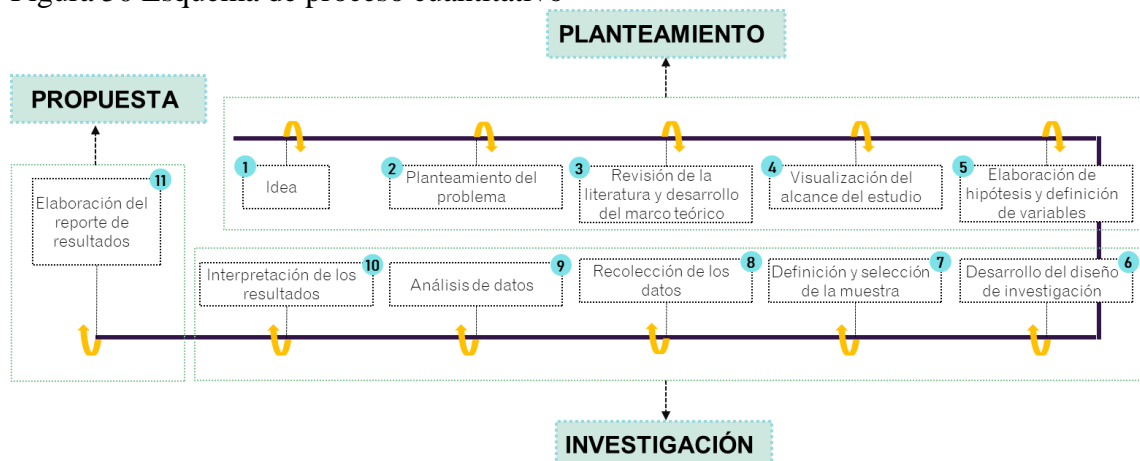 Figura 36 Esquema de proceso cuantitativo
PLANTEAMIENTO
PROPUESTA
1
Idea
2
Planteamiento del
problema
3
Revisión de la
literatura y desarrollo
del marco teórico
4
Visualización del
alcance del estudio
5
Elaboración de
hipótesis y definición
de variables
6
Desarrollo del diseño
de investigación
7
Definición y selección
de la muestra
8
Recolección de los
datos
9
Análisis de datos
10
Interpretación de los
resultados
11
Elaboración del
reporte de
resultados
INVESTIGACIÓN